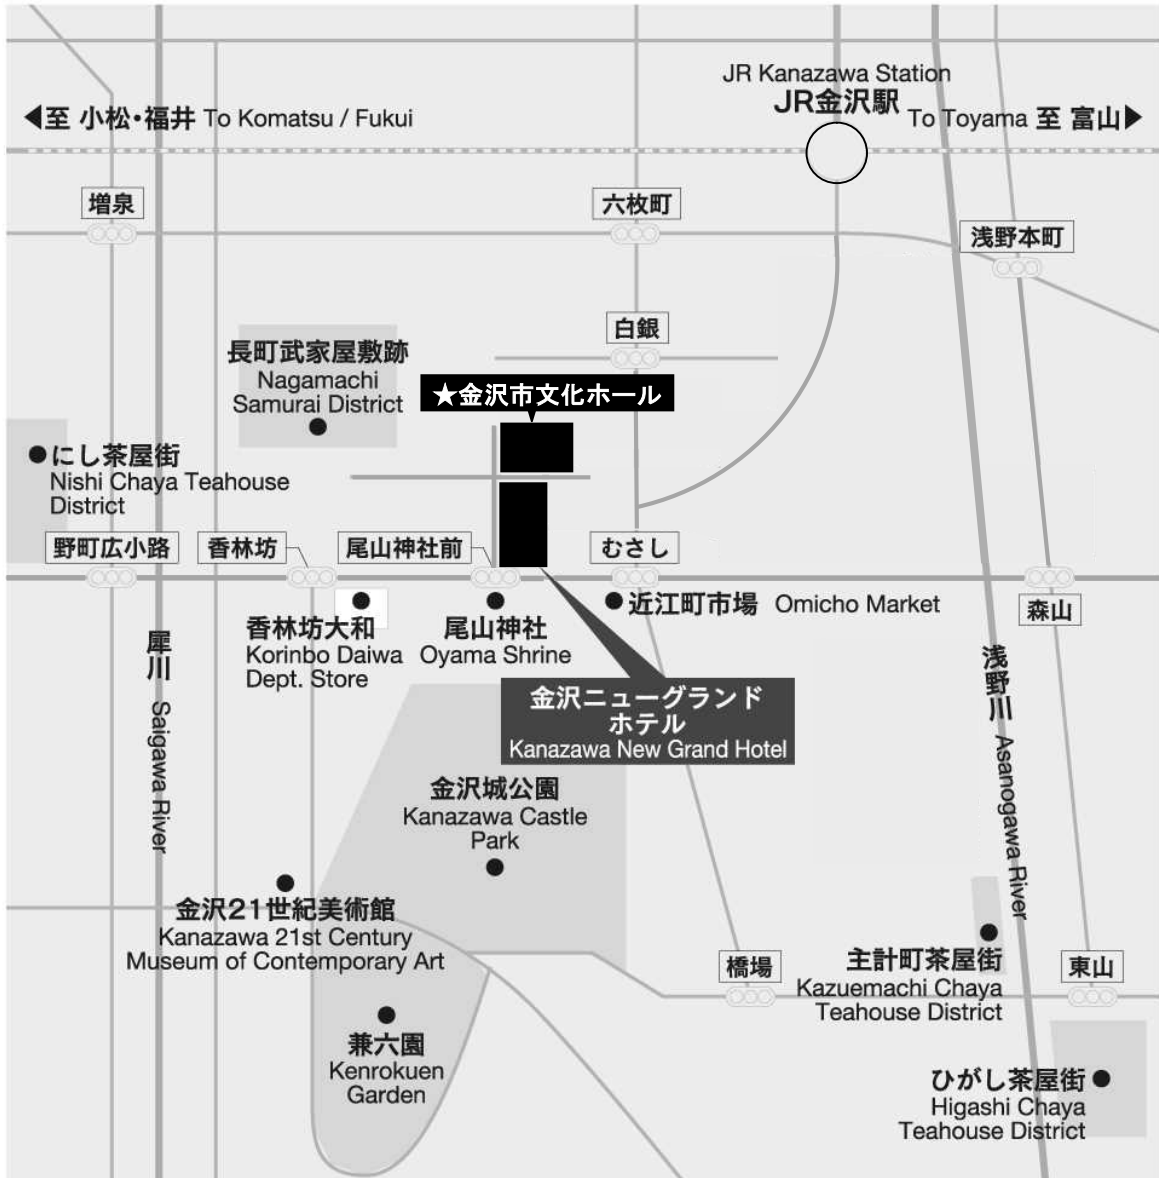 JR Kanazawa Station
JR金沢駅
◀至 小松・福井 To Komatsu / Fukui
To Toyama 至 富山▶
増泉
六枚町
浅野本町
白銀
長町武家屋敷跡
Nagamachi
Samurai District
★金沢市文化ホール
にし茶屋街
Nishi Chaya Teahouse
District
野町広小路
香林坊
尾山神社前
むさし
森山
近江町市場 Omicho Market
香林坊大和
Korinbo Daiwa
Dept. Store
尾山神社
Oyama Shrine
犀川 Saigawa River
浅野川 Asanogawa River
金沢ニューグランド
ホテル
Kanazawa New Grand Hotel
金沢城公園
Kanazawa Castle
Park
金沢21世紀美術館
Kanazawa 21st Century
Museum of Contemporary Art
橋場
主計町茶屋街
Kazuemachi Chaya
Teahouse District
東山
兼六園
Kenrokuen
Garden
ひがし茶屋街
Higashi Chaya
Teahouse District